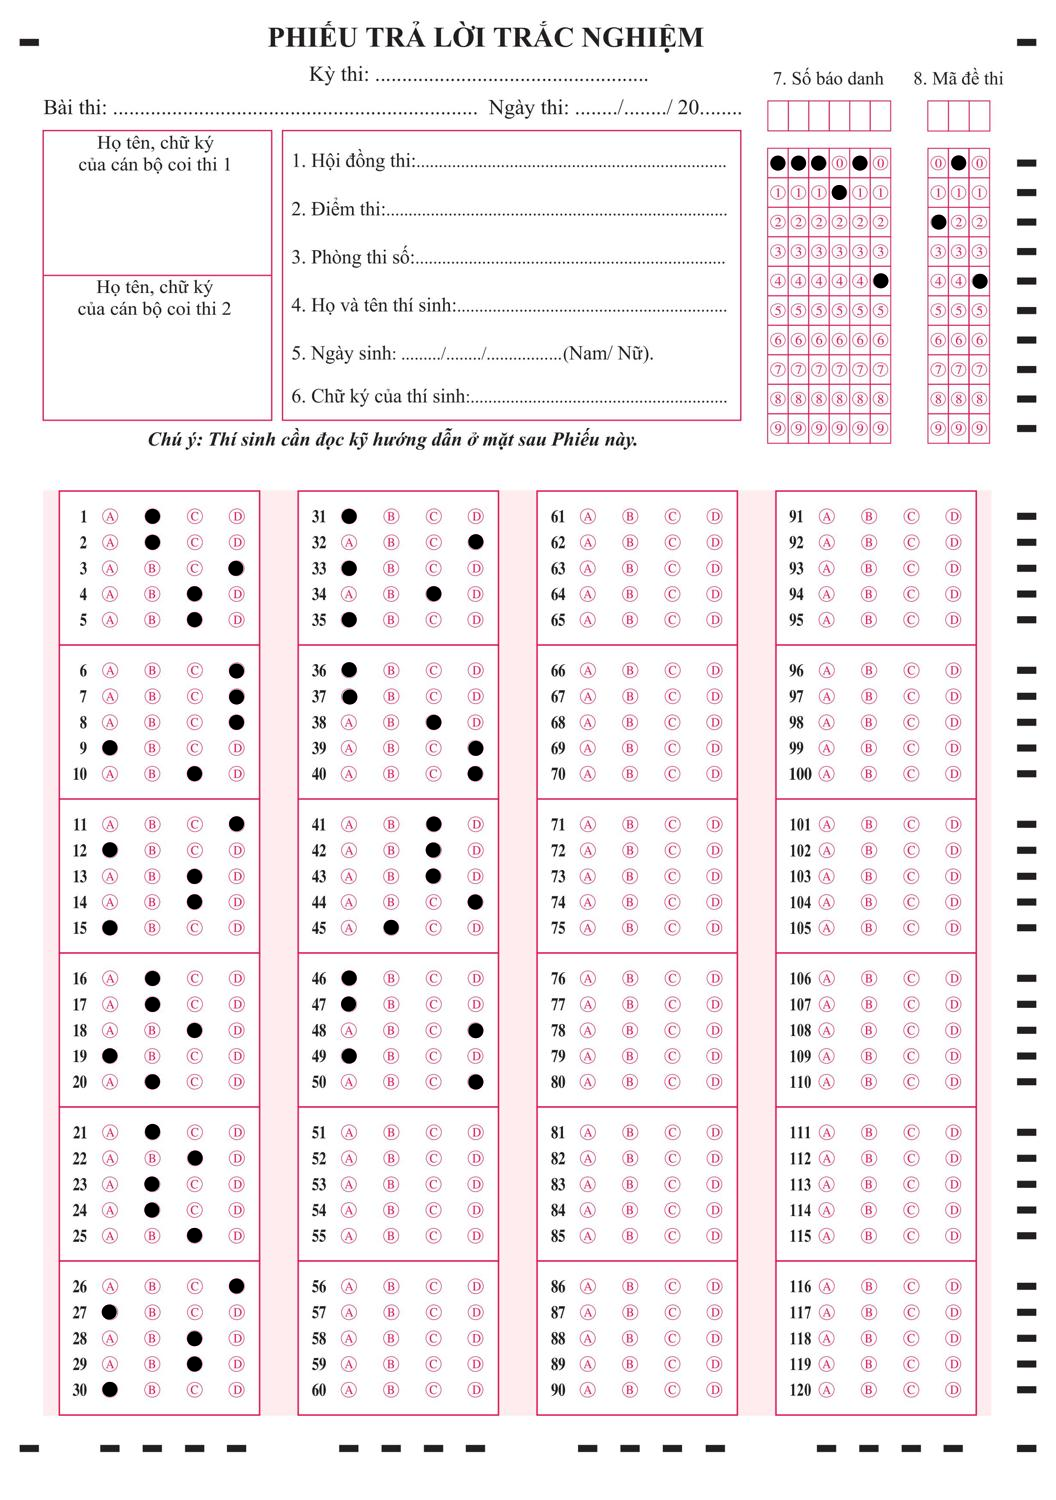 PHIẾU TRẢ LỜI TRẮC NGHIỆM
Kỳ thi: ...................................................
Bài thi: .................................................................... Ngày thi: ......../......../ 20........
7. Số báo danh
8. Mã đề thi
Họ tên, chữ ký
của cán bộ coi thi 1
Họ tên, chữ ký
của cán bộ coi thi 2
1. Hội đồng thi:...............................................................
2. Điểm thi:.....................................................................
3. Phòng thi số:...............................................................
4. Họ và tên thí sinh:.......................................................
5. Ngày sinh: ......../......./...............(Nam/ Nữ).
6. Chữ ký của thí sinh:....................................................
0 0 0 0
1 1 1 1 1 1 1 1
2 2 2 2 2 2 2 2
3 3 3 3 3 3 3 3 3
4 4 4 4 4 4 4
5 5 5 5 5 5 5 5 5
6 6 6 6 6 6 6 6 6
7 7 7 7 7 7 7 7 7
8 8 8 8 8 8 8 8 8
9 9 9 9 9 9 9 9 9
Chú ý: Thí sinh cần đọc kỹ hướng dẫn ở mặt sau Phiếu này.
1 A C D
2 A C D
3 A B C
4 A B D
5 A B D
6 A B C
7 A B C
8 A B C
9 B C D
10 A B D
11 A B C
12 B C D
13 A B D
14 A B D
15 B C D
16 A C D
17 A C D
18 A B D
19 B C D
20 A C D
21 A C D
22 A B D
23 A C D
24 A C D
25 A B D
26 A B C
27 B C D
28 A B D
29 A B D
30 B C D
31 B C D
32 A B C
33 B C D
34 A B D
35 B C D
36 B C D
37 B C D
38 A B D
39 A B C
40 A B C
41 A B D
42 A B D
43 A B D
44 A B C
45 A C D
46 B C D
47 B C D
48 A B C
49 B C D
50 A B C
51 A B C D
52 A B C D
53 A B C D
54 A B C D
55 A B C D
56 A B C D
57 A B C D
58 A B C D
59 A B C D
60 A B C D
61 A B C D
62 A B C D
63 A B C D
64 A B C D
65 A B C D
66 A B C D
67 A B C D
68 A B C D
69 A B C D
70 A B C D
71 A B C D
72 A B C D
73 A B C D
74 A B C D
75 A B C D
76 A B C D
77 A B C D
78 A B C D
79 A B C D
80 A B C D
81 A B C D
82 A B C D
83 A B C D
84 A B C D
85 A B C D
86 A B C D
87 A B C D
88 A B C D
89 A B C D
90 A B C D
91 A B C D
92 A B C D
93 A B C D
94 A B C D
95 A B C D
96 A B C D
97 A B C D
98 A B C D
99 A B C D
100 A B C D
101 A B C D
102 A B C D
103 A B C D
104 A B C D
105 A B C D
106 A B C D
107 A B C D
108 A B C D
109 A B C D
110 A B C D
111 A B C D
112 A B C D
113 A B C D
114 A B C D
115 A B C D
116 A B C D
117 A B C D
118 A B C D
119 A B C D
120 A B C D